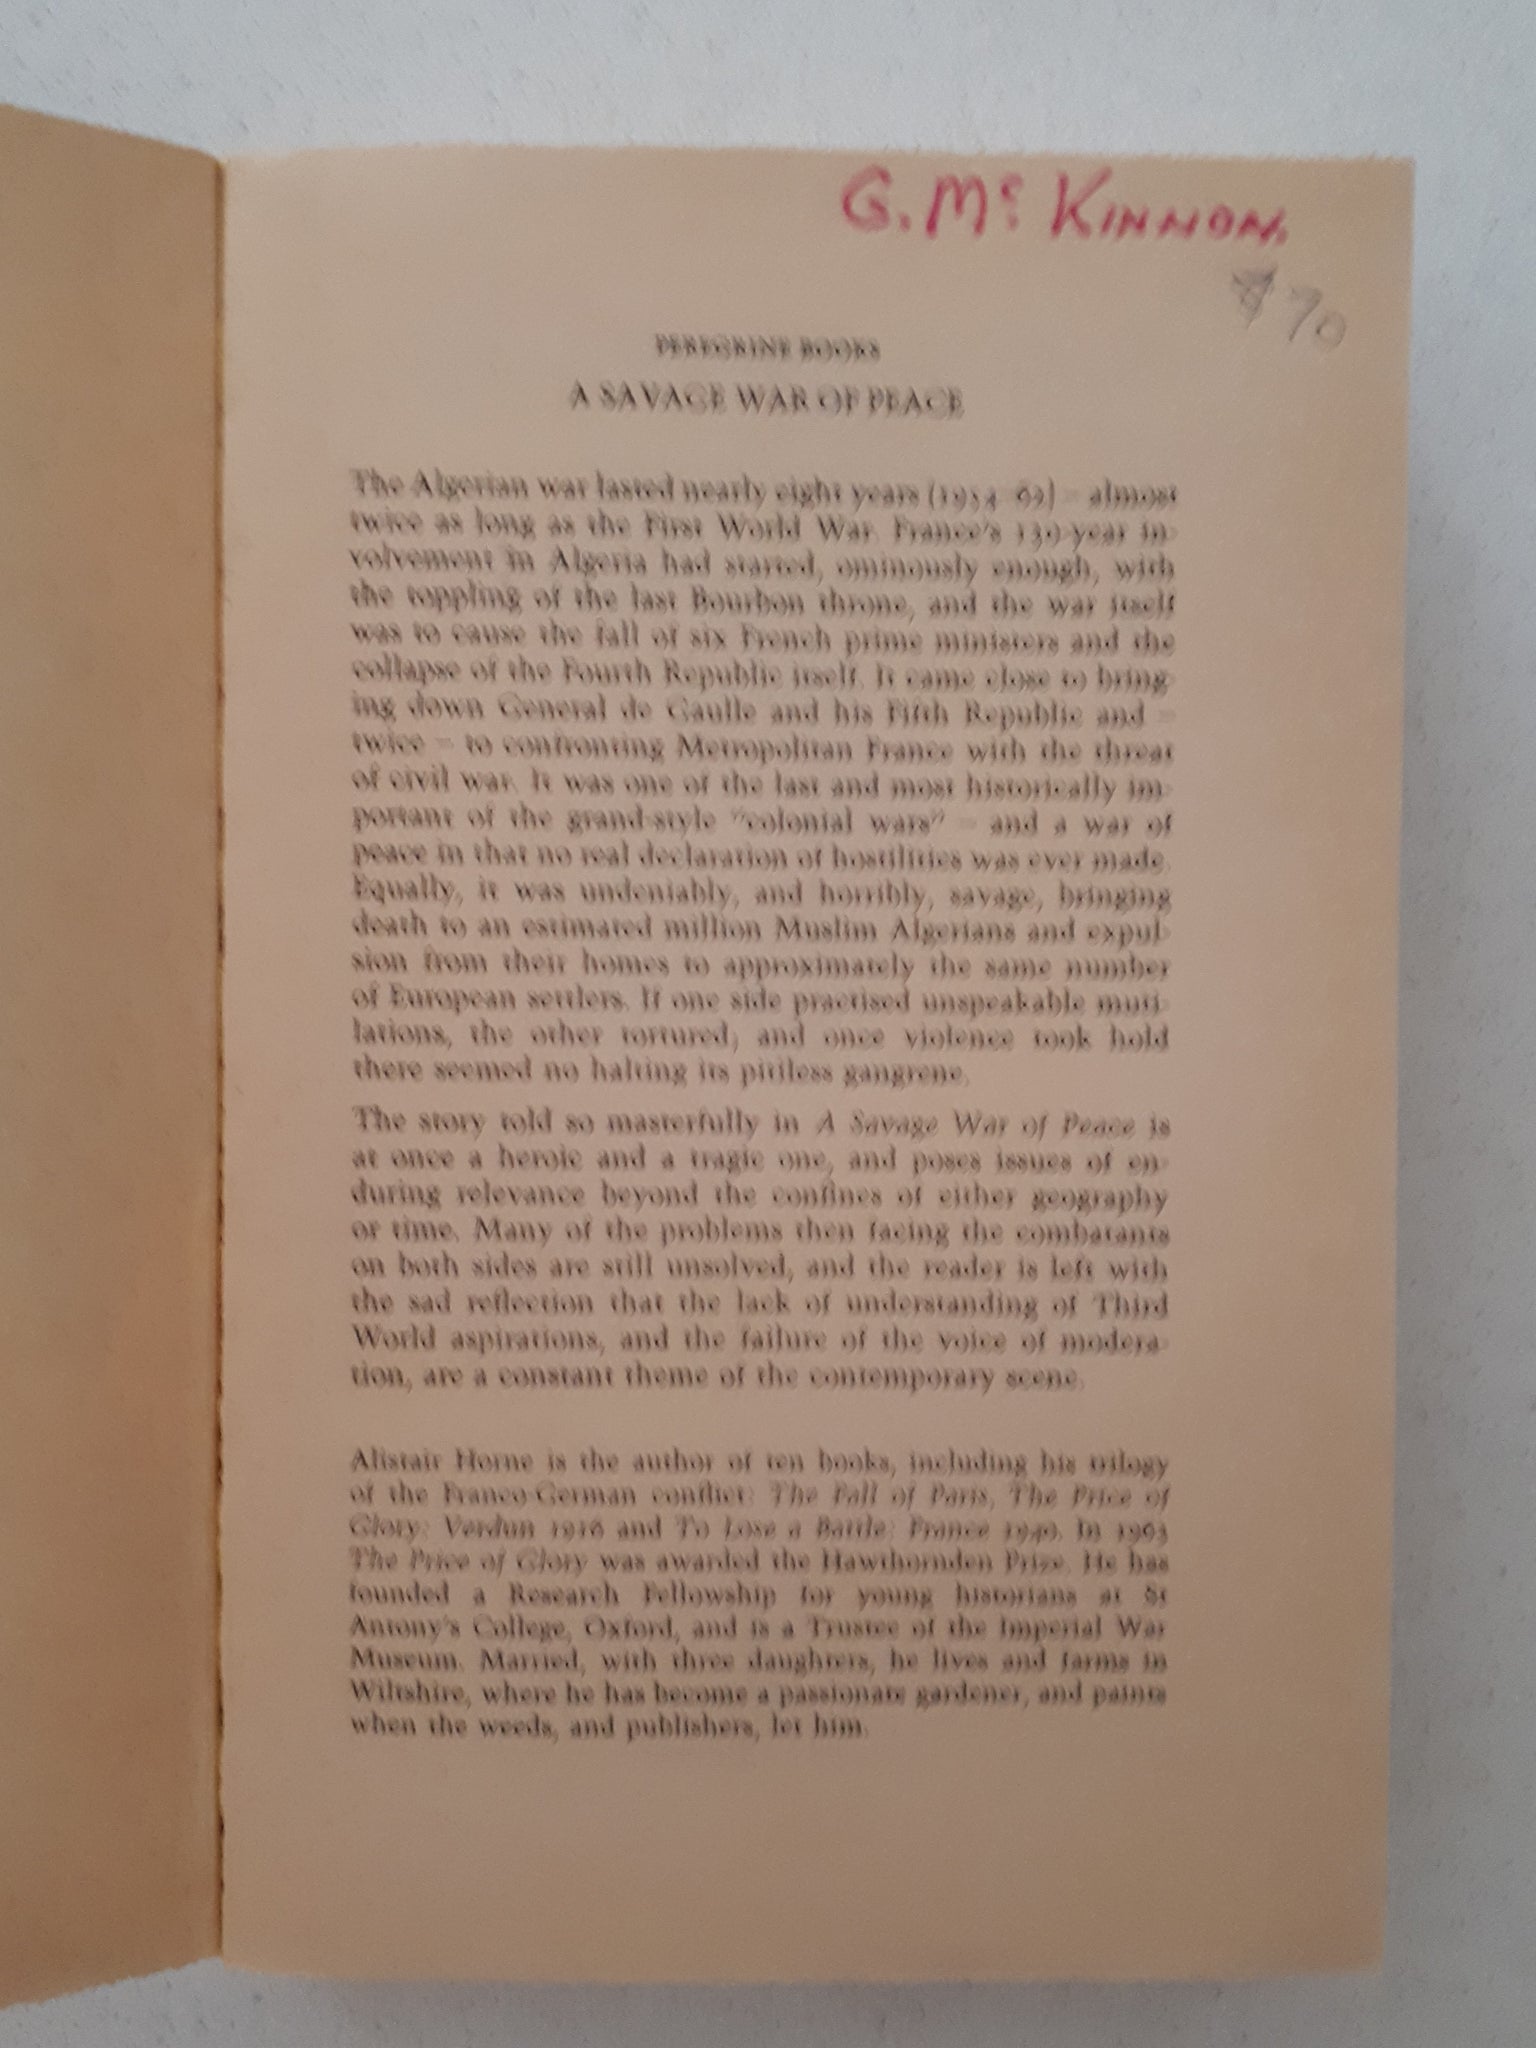 G. Mc KINNON.
$70
PEREGRINE BOOKS
A SAVAGE WAR OF PEACE
The Algerian war lasted nearly eight years (1954–62) – almost
twice as long as the First World War. France's 130-year in-
volvement in Algeria had started, ominously enough, with
the toppling of the last Bourbon throne, and the war itself
was to cause the fall of six French prime ministers and the
collapse of the Fourth Republic itself. It came close to bring-
ing down General de Gaulle and his Fifth Republic and –
twice – to confronting Metropolitan France with the threat
of civil war. It was one of the last and most historically im-
portant of the grand-style "colonial wars" – and a war of
peace in that no real declaration of hostilities was ever made.
Equally, it was undeniably, and horribly, savage, bringing
death to an estimated million Muslim Algerians and expul-
sion from their homes to approximately the same number
of European settlers. If one side practised unspeakable muti-
lations, the other tortured; and once violence took hold
there seemed no halting its pitiless gangrene.
The story told so masterfully in A Savage War of Peace is
at once a heroic and a tragic one, and poses issues of en-
during relevance beyond the confines of either geography
or time. Many of the problems then facing the combatants
on both sides are still unsolved, and the reader is left with
the sad reflection that the lack of understanding of Third
World aspirations, and the failure of the voice of modera-
tion, are a constant theme of the contemporary scene.
Alistair Horne is the author of ten books, including his trilogy
of the Franco-German conflict: The Fall of Paris, The Price of
Glory: Verdun 1916 and To Lose a Battle: France 1940. In 1963
The Price of Glory was awarded the Hawthornden Prize. He has
founded a Research Fellowship for young historians at St
Antony's College, Oxford, and is a Trustee of the Imperial War
Museum. Married, with three daughters, he lives and farms in
Wiltshire, where he has become a passionate gardener, and paints
when the weeds, and publishers, let him.